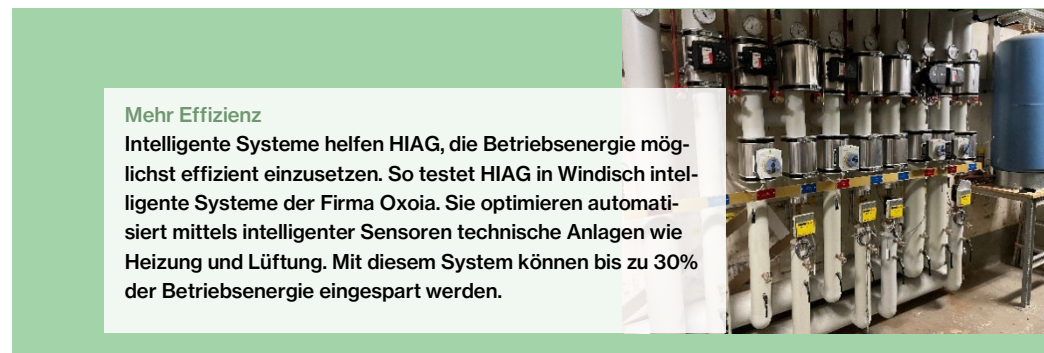 Mehr Effizienz
Intelligente Systeme helfen HIAG, die Betriebsenergie mög-
lichst effizient einzusetzen. So testet HIAG in Windisch intel-
ligente Systeme der Firma Oxoia. Sie optimieren automati-
siert mittels intelligenter Sensoren technische Anlagen wie
Heizung und Lüftung. Mit diesem System können bis zu 30%
der Betriebsenergie eingespart werden.